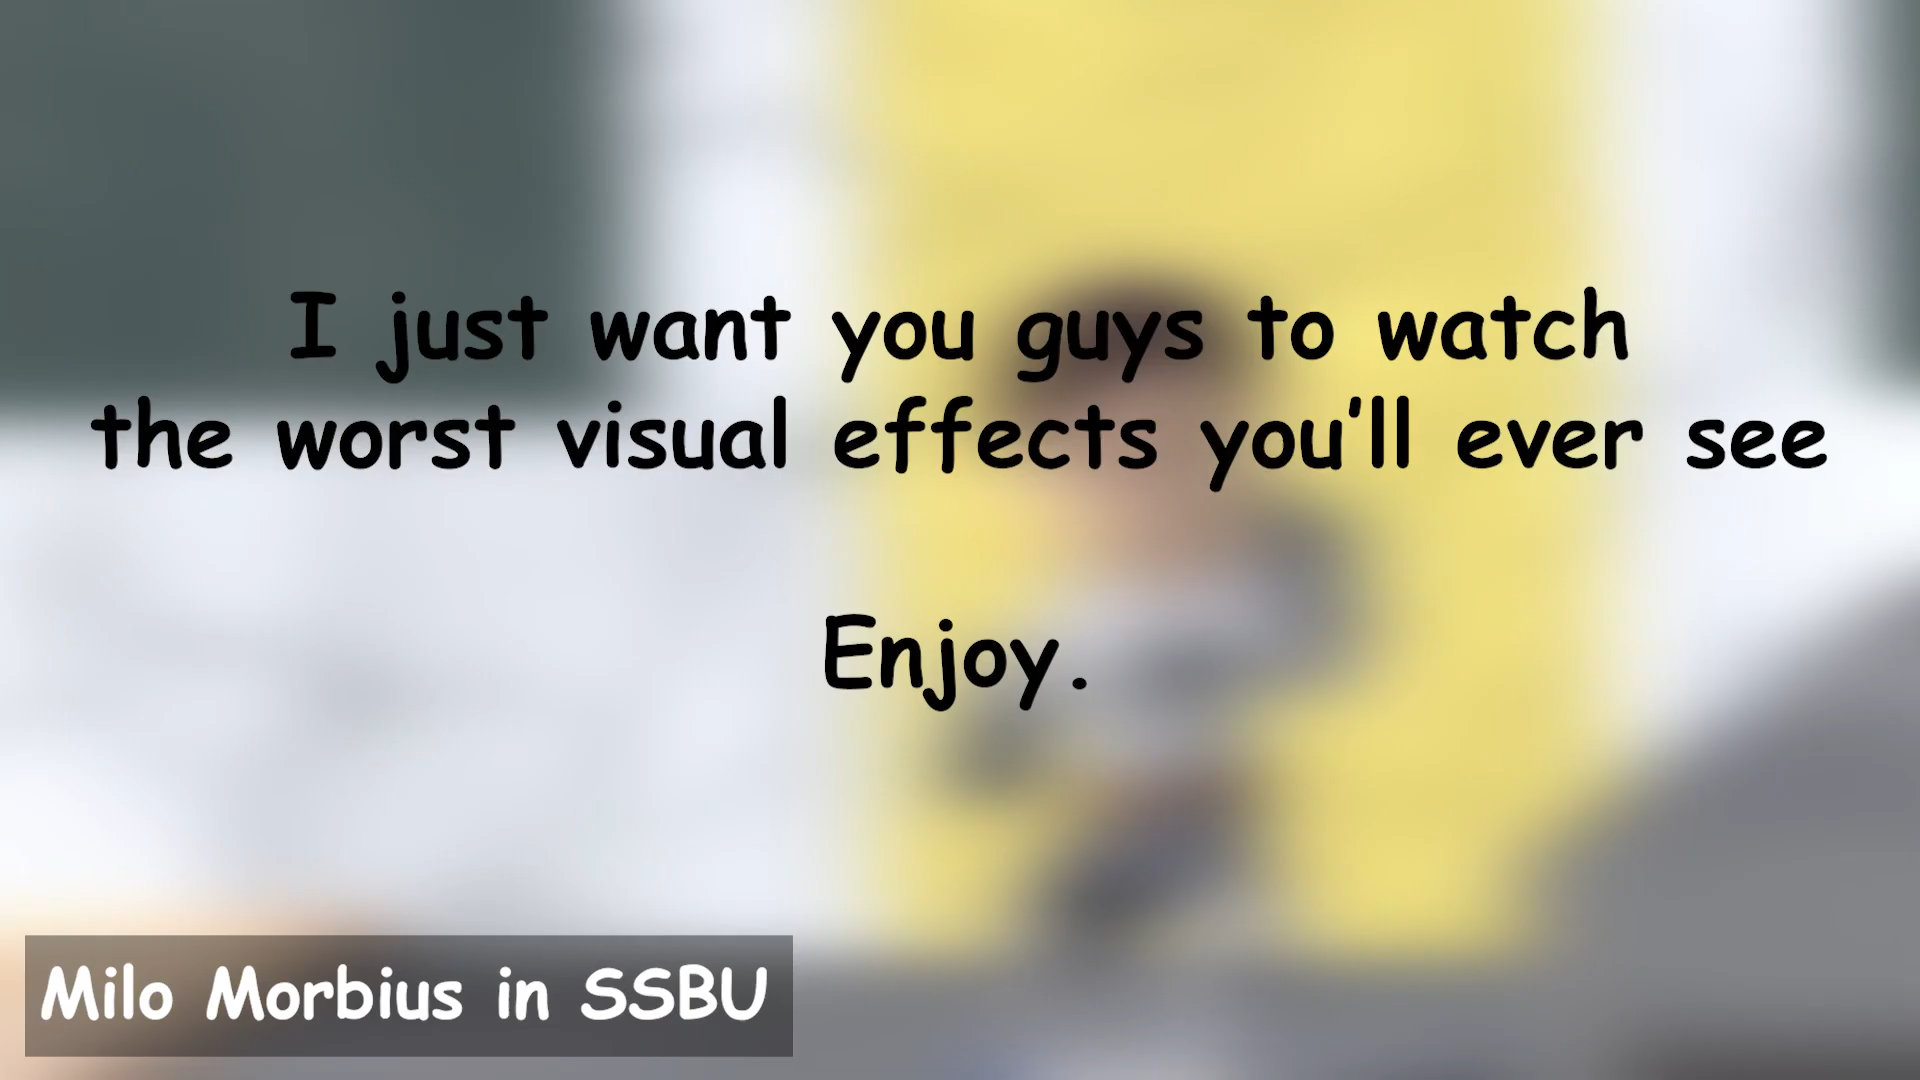 I just want you guys to watch
the worst visual effects you'll ever see
Enjoy.
Milo Morbius in SSBU